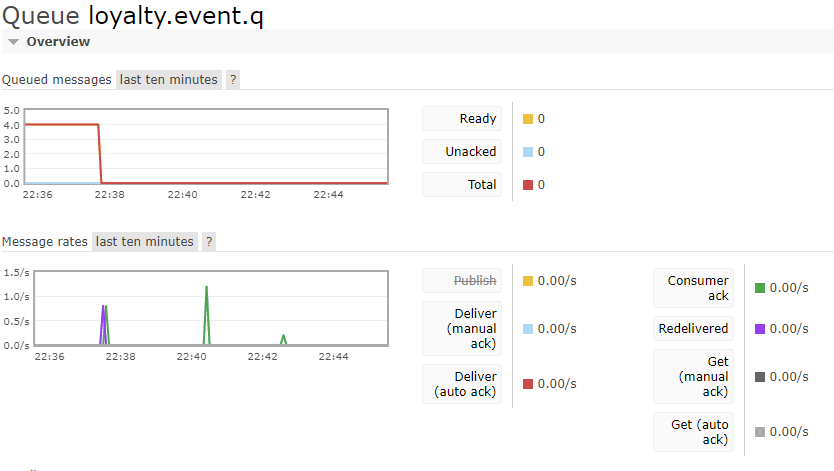 Queue loyalty.event.q
Overview
Queued messages last ten minutes ?
5.0
4.0
3.0
2.0
1.0
0.0
22:36 22:38 22:40 22:42 22:44
Ready 0
Unacked 0
Total 0
Message rates last ten minutes ?
1.5/s
1.0/s
0.5/s
0.0/s
22:36 22:38 22:40 22:42 22:44
Publish 0.00/s
Deliver
(manual 0.00/s
ack)
Deliver
(auto ack) 0.00/s
Consumer
ack 0.00/s
Redelivered 0.00/s
Get
(manual 0.00/s
ack)
Get (auto
ack) 0.00/s